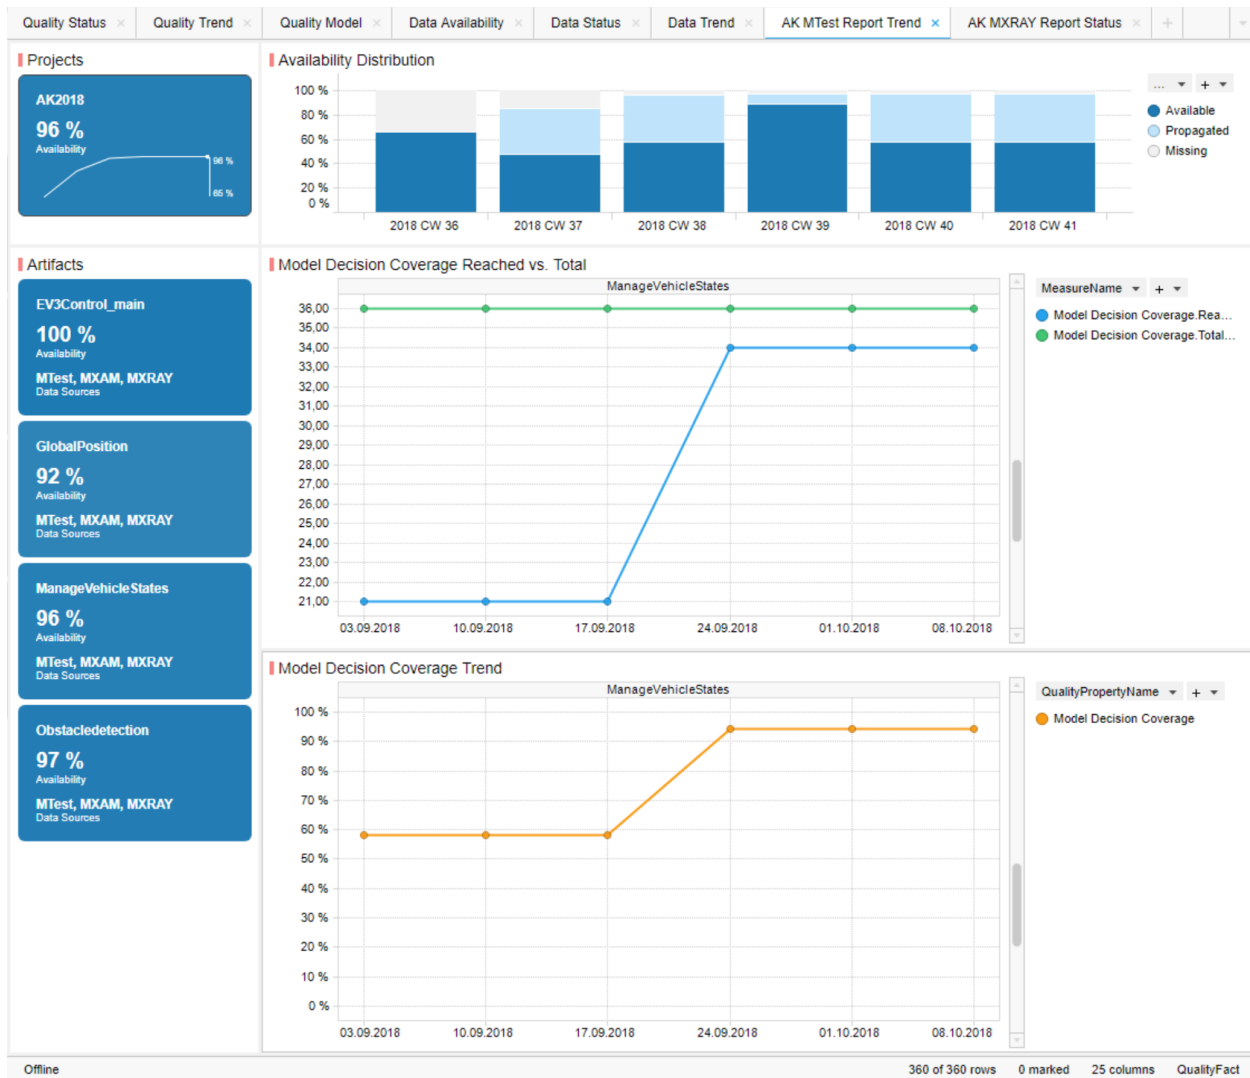 Quality Status × Quality Trend × Quality Model × Data Availability × Data Status × Data Trend × AK MTest Report Trend × AK MXRAY Report Status × +
Projects
AK2018
96 %
Availability
96 %
65 %
Availability Distribution
100 %
80 %
60 %
40 %
20 %
0 %
2018 CW 36 2018 CW 37 2018 CW 38 2018 CW 39 2018 CW 40 2018 CW 41
... +
Available
Propagated
Missing
Artifacts
EV3Control_main
100 %
Availability
MTest, MXAM, MXRAY
Data Sources
GlobalPosition
92 %
Availability
MTest, MXAM, MXRAY
Data Sources
ManageVehicleStates
96 %
Availability
MTest, MXAM, MXRAY
Data Sources
Obstacledetection
97 %
Availability
MTest, MXAM, MXRAY
Data Sources
Model Decision Coverage Reached vs. Total
ManageVehicleStates
36,00
35,00
34,00
33,00
32,00
31,00
30,00
29,00
28,00
27,00
26,00
25,00
24,00
23,00
22,00
21,00
03.09.2018 10.09.2018 17.09.2018 24.09.2018 01.10.2018 08.10.2018
MeasureName +
Model Decision Coverage.Rea...
Model Decision Coverage.Total...
Model Decision Coverage Trend
ManageVehicleStates
100 %
90 %
80 %
70 %
60 %
50 %
40 %
30 %
20 %
10 %
0 %
03.09.2018 10.09.2018 17.09.2018 24.09.2018 01.10.2018 08.10.2018
QualityPropertyName +
Model Decision Coverage
Offline 360 of 360 rows 0 marked 25 columns QualityFact